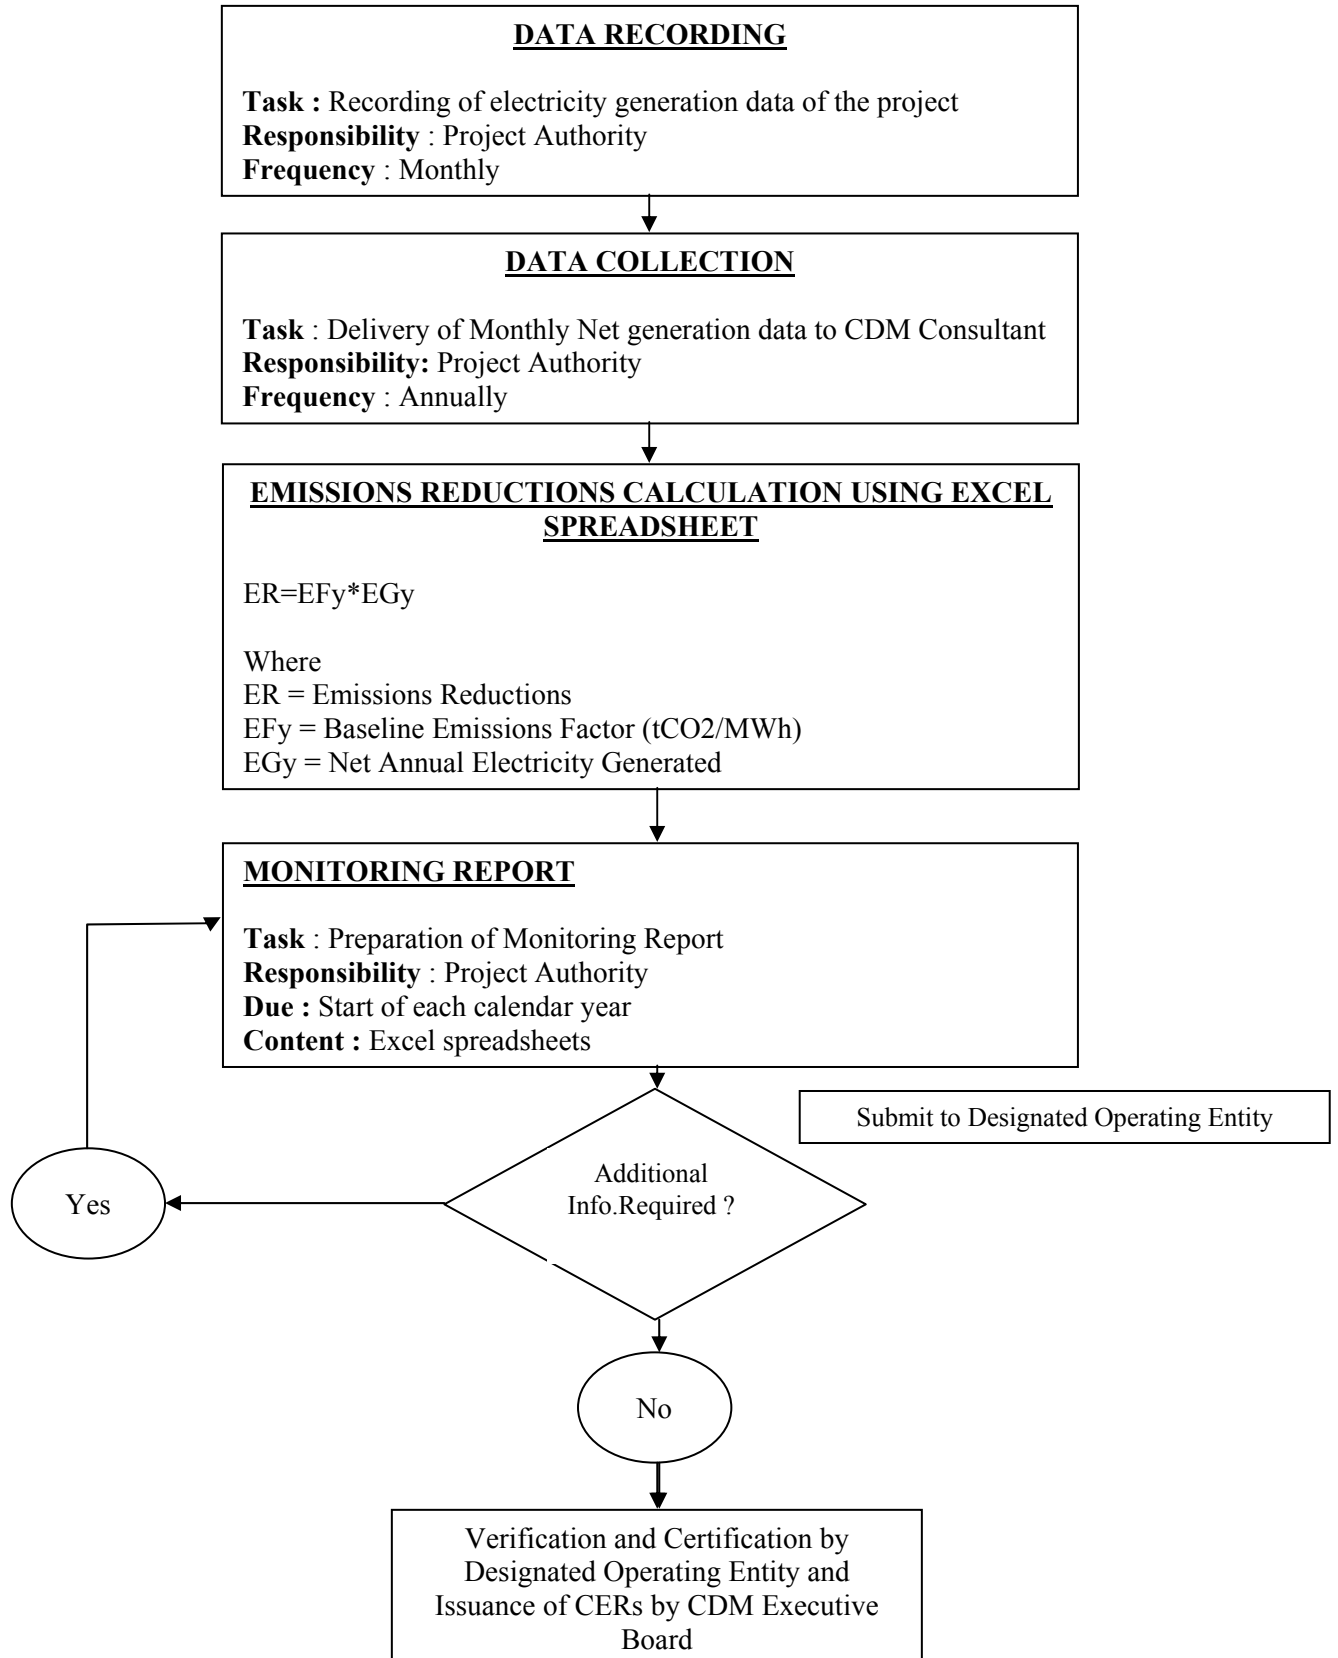 DATA RECORDING
Task : Recording of electricity generation data of the project
Responsibility : Project Authority
Frequency : Monthly
DATA COLLECTION
Task : Delivery of Monthly Net generation data to CDM Consultant
Responsibility: Project Authority
Frequency : Annually
EMISSIONS REDUCTIONS CALCULATION USING EXCEL
SPREADSHEET
ER=EFy*EGy
Where
ER = Emissions Reductions
EFy = Baseline Emissions Factor (tCO2/MWh)
EGy = Net Annual Electricity Generated
MONITORING REPORT
Task : Preparation of Monitoring Report
Responsibility : Project Authority
Due : Start of each calendar year
Content : Excel spreadsheets
Submit to Designated Operating Entity
Additional
Info.Required ?
Yes
No
Verification and Certification by
Designated Operating Entity and
Issuance of CERs by CDM Executive
Board